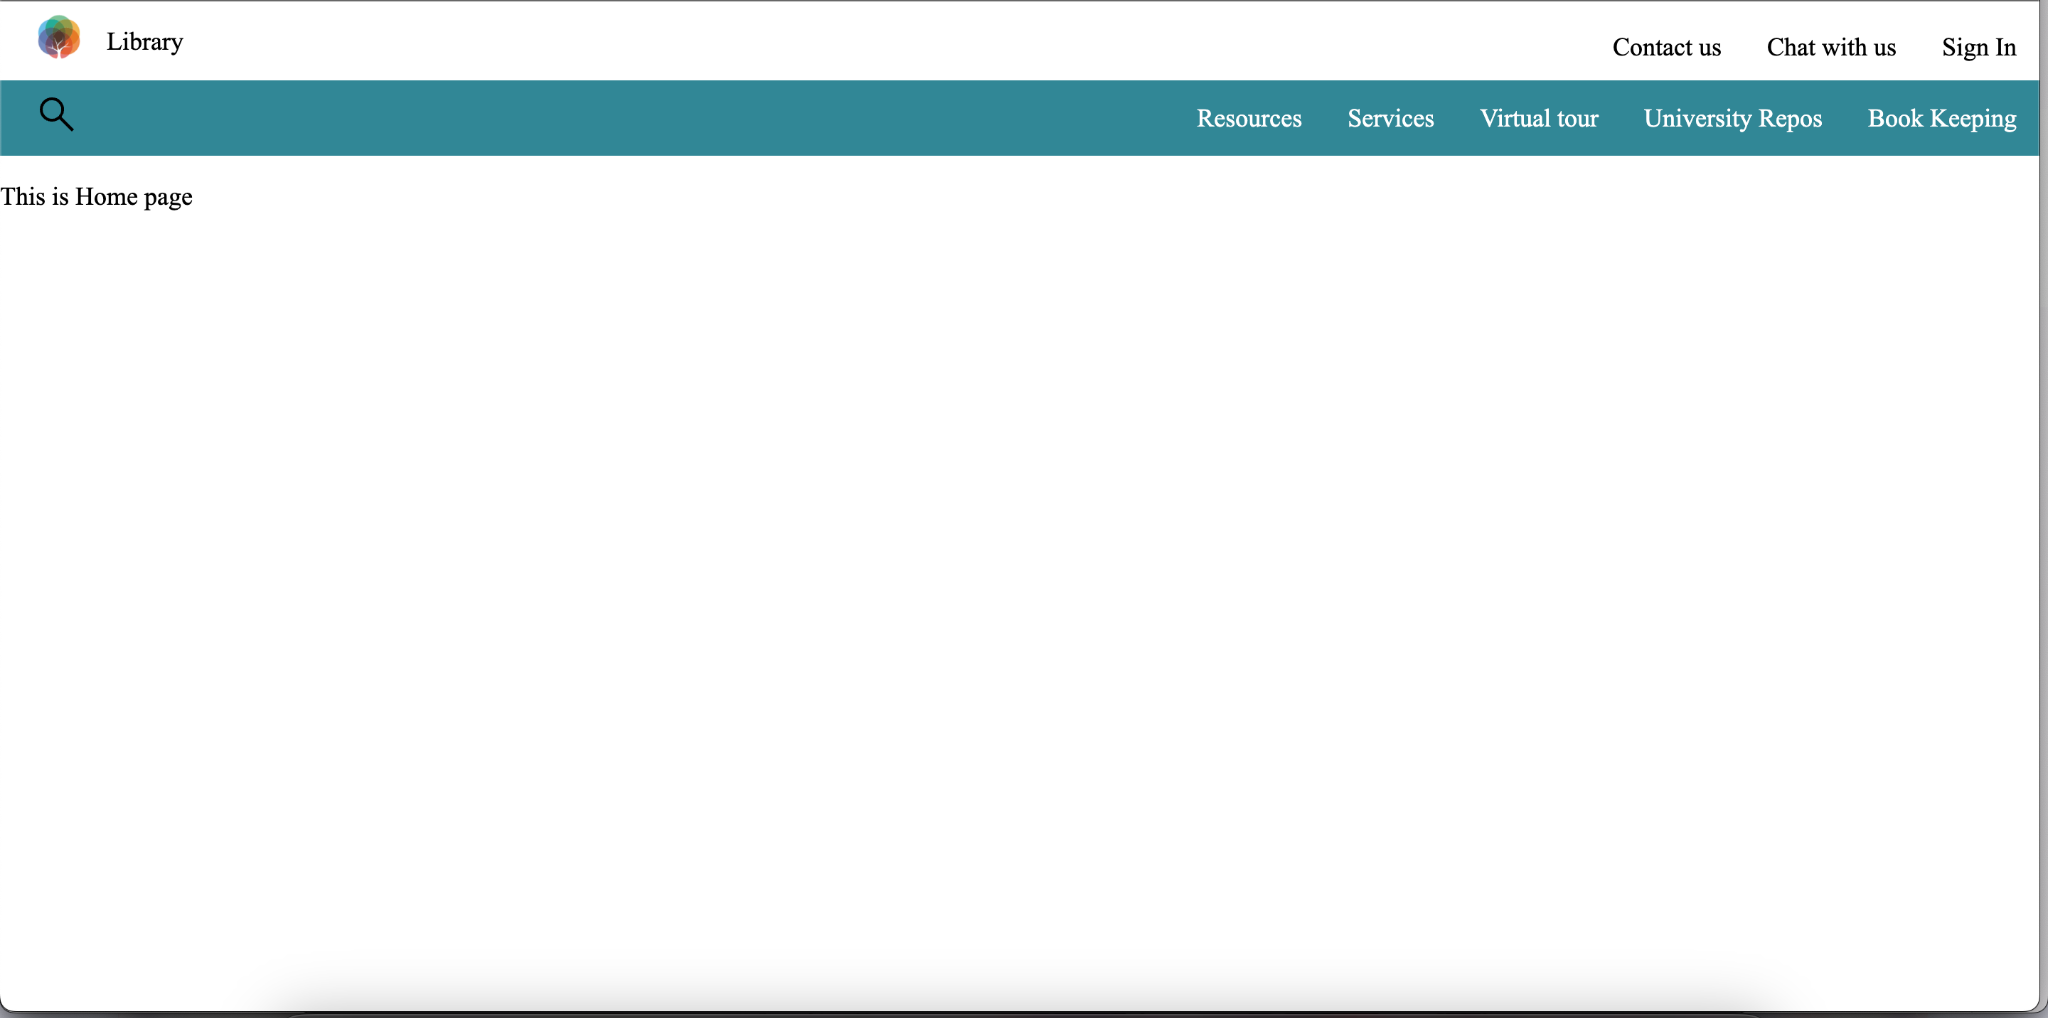 Library
Contact us Chat with us Sign In
Resources Services Virtual tour University Repos Book Keeping
This is Home page